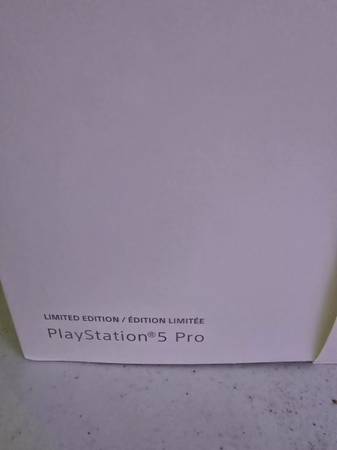 LIMITED EDITION / ÉDITION LIMITÉE
PlayStation®5 Pro